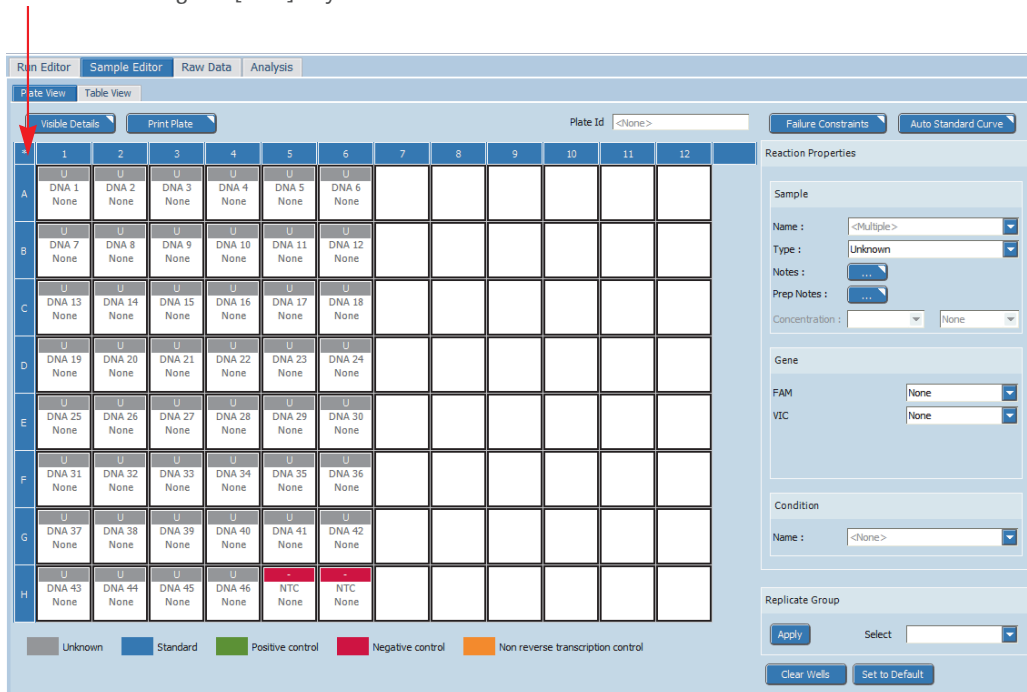 Run Editor Sample Editor Raw Data Analysis
Plate View Table View
Visible Details Print Plate Plate Id <None> Failure Constraints Auto Standard Curve
* 1 2 3 4 5 6 7 8 9 10 11 12 Reaction Properties
U U U U U U
A DNA 1 DNA 2 DNA 3 DNA 4 DNA 5 DNA 6
None None None None None None
Sample
U U U U U U
Name : <Multiple>
B DNA 7 DNA 8 DNA 9 DNA 10 DNA 11 DNA 12
Type : Unknown
None None None None None None
Notes : ...
U U U U U U
Prep Notes : ...
C DNA 13 DNA 14 DNA 15 DNA 16 DNA 17 DNA 18
None None None None None None
Concentration : None
U U U U U U
D DNA 19 DNA 20 DNA 21 DNA 22 DNA 23 DNA 24
None None None None None None
Gene
FAM None
U U U U U U
VIC None
E DNA 25 DNA 26 DNA 27 DNA 28 DNA 29 DNA 30
None None None None None None
U U U U U U
F DNA 31 DNA 32 DNA 33 DNA 34 DNA 35 DNA 36
None None None None None None
Condition
U U U U U U
G DNA 37 DNA 38 DNA 39 DNA 40 DNA 41 DNA 42
None None None None None None
Name : <None>
U U U U - -
H DNA 43 DNA 44 DNA 45 DNA 46 NTC NTC
None None None None None None
Replicate Group
Apply Select
Unknown Standard Positive control Negative control Non reverse transcription control
Clear Wells Set to Default